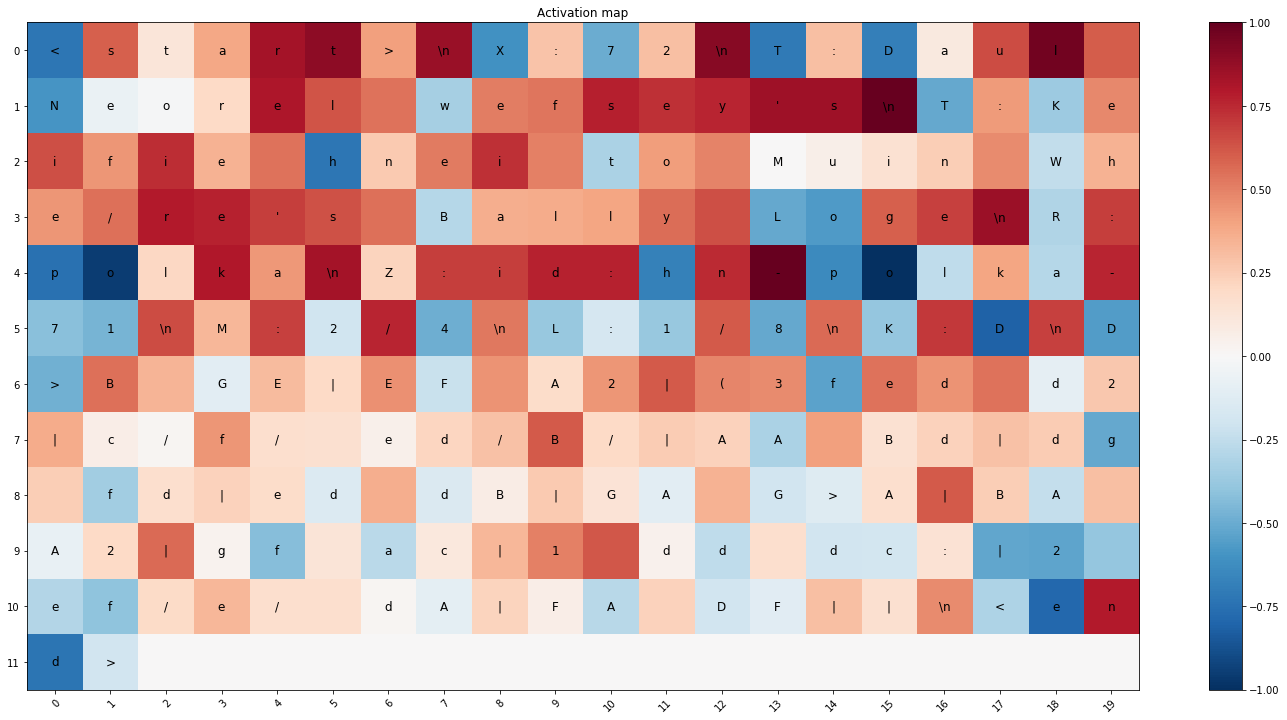 Activation map
0 < s t a r t > \n X : 7 2 \n T : D a u l
1 N e o r e l w e f s e y ' s \n T : K e
2 i f i e h n e i t o M u i n W h
3 e / r e ' s B a l l y L o g e \n R :
4 p o l k a \n Z : i d : h n - p o l k a -
5 7 1 \n M : 2 / 4 \n L : 1 / 8 \n K : D \n D
6 > B G E | E F A 2 | ( 3 f e d d 2
7 | c / f / e d / B / | A A B d | d g
8 f d | e d d B | G A G > A | B A
9 A 2 | g f a c | 1 d d d c : | 2
10 e f / e / d A | F A D F | | \n < e n
11 d >
0 1 2 3 4 5 6 7 8 9 10 11 12 13 14 15 16 17 18 19
1.00
0.75
0.50
0.25
0.00
−0.25
−0.50
−0.75
−1.00